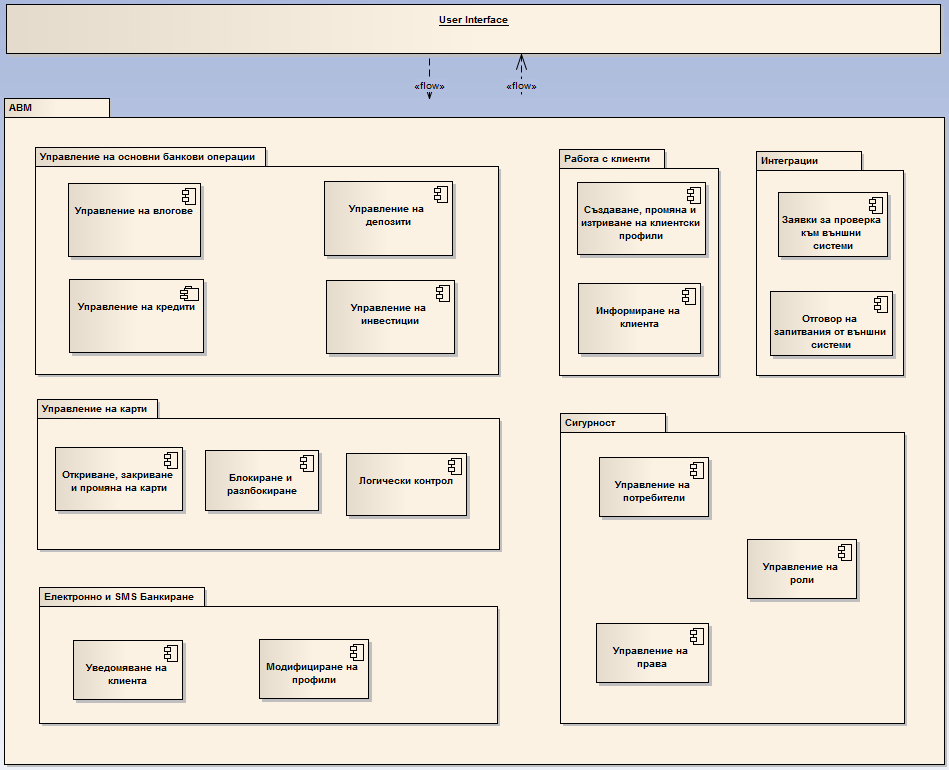 User Interface
«flow»
«flow»
АВМ
Управление на основни банкови операции
Управление на влогове
Управление на
депозити
Управление на кредити
Управление на
инвестиции
Работа с клиенти
Създаване, промяна и
изтриване на клиентски
профили
Информиране на
клиента
Интеграции
Заявки за проверка
към външни
системи
Отговор на
запитвания от външни
системи
Управление на карти
Откриване, закриване
и промяна на карти
Блокиране и
разлбокиране
Логически контрол
Сигурност
Управление на
потребители
Управление на
роли
Управление на
права
Електронно и SMS Банкиране
Уведомяване на
клиента
Модифициране на
профили